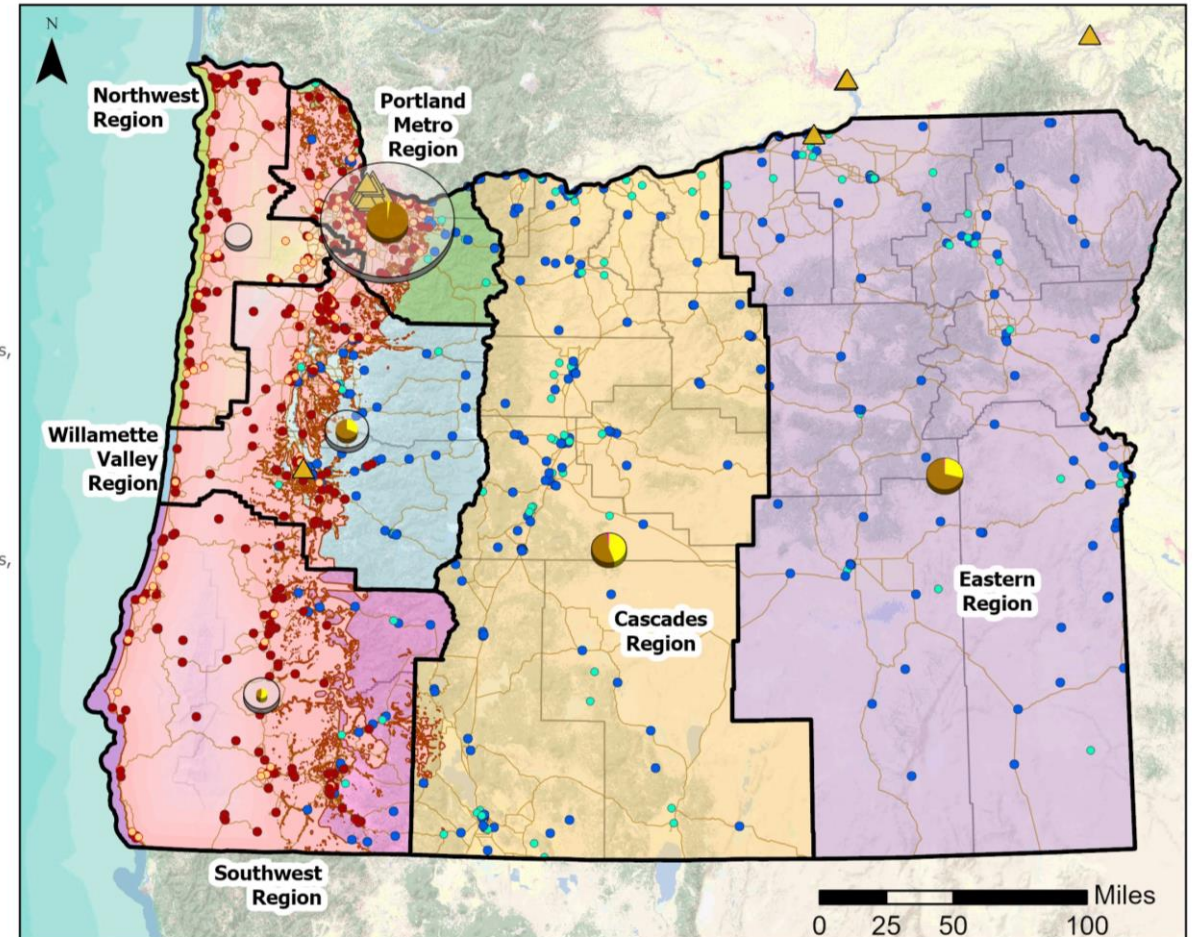 N
Northwest
Region
Portland
Metro
Region
s,
Willamette
Valley
Region
s,
Eastern
Region
Cascades
Region
Southwest
Region
Miles
0 25 50 100